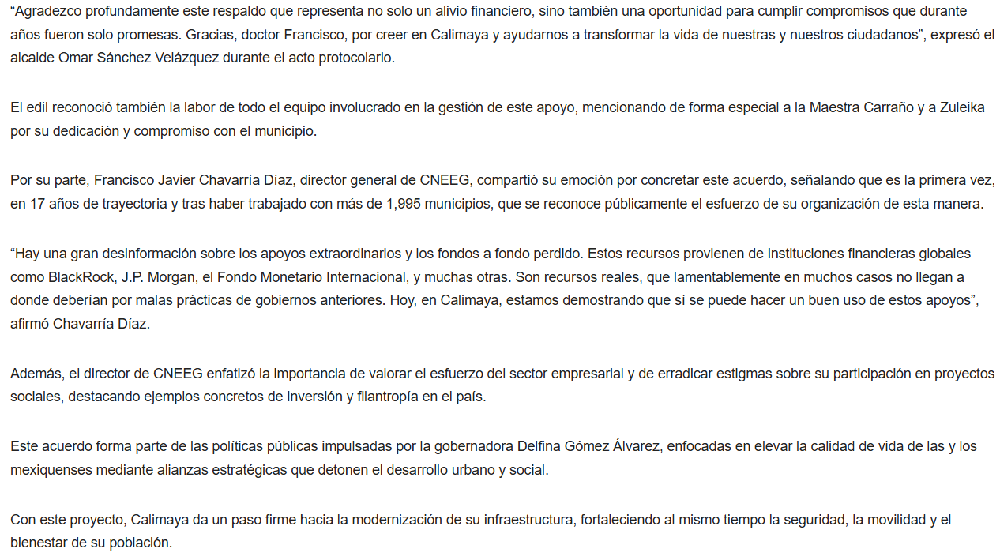 “Agradezco profundamente este respaldo que representa no solo un alivio financiero, sino también una oportunidad para cumplir compromisos que durante
años fueron solo promesas. Gracias, doctor Francisco, por creer en Calimaya y ayudarnos a transformar la vida de nuestras y nuestros ciudadanos”, expresó el
alcalde Omar Sánchez Velázquez durante el acto protocolario.
El edil reconoció también la labor de todo el equipo involucrado en la gestión de este apoyo, mencionando de forma especial a la Maestra Carraño y a Zuleika
por su dedicación y compromiso con el municipio.
Por su parte, Francisco Javier Chavarría Díaz, director general de CNEEG, compartió su emoción por concretar este acuerdo, señalando que es la primera vez,
en 17 años de trayectoria y tras haber trabajado con más de 1,995 municipios, que se reconoce públicamente el esfuerzo de su organización de esta manera.
“Hay una gran desinformación sobre los apoyos extraordinarios y los fondos a fondo perdido. Estos recursos provienen de instituciones financieras globales
como BlackRock, J.P. Morgan, el Fondo Monetario Internacional, y muchas otras. Son recursos reales, que lamentablemente en muchos casos no llegan a
donde deberían por malas prácticas de gobiernos anteriores. Hoy, en Calimaya, estamos demostrando que sí se puede hacer un buen uso de estos apoyos”,
afirmó Chavarría Díaz.
Además, el director de CNEEG enfatizó la importancia de valorar el esfuerzo del sector empresarial y de erradicar estigmas sobre su participación en proyectos
sociales, destacando ejemplos concretos de inversión y filantropía en el país.
Este acuerdo forma parte de las políticas públicas impulsadas por la gobernadora Delfina Gómez Álvarez, enfocadas en elevar la calidad de vida de las y los
mexiquenses mediante alianzas estratégicas que detonen el desarrollo urbano y social.
Con este proyecto, Calimaya da un paso firme hacia la modernización de su infraestructura, fortaleciendo al mismo tiempo la seguridad, la movilidad y el
bienestar de su población.